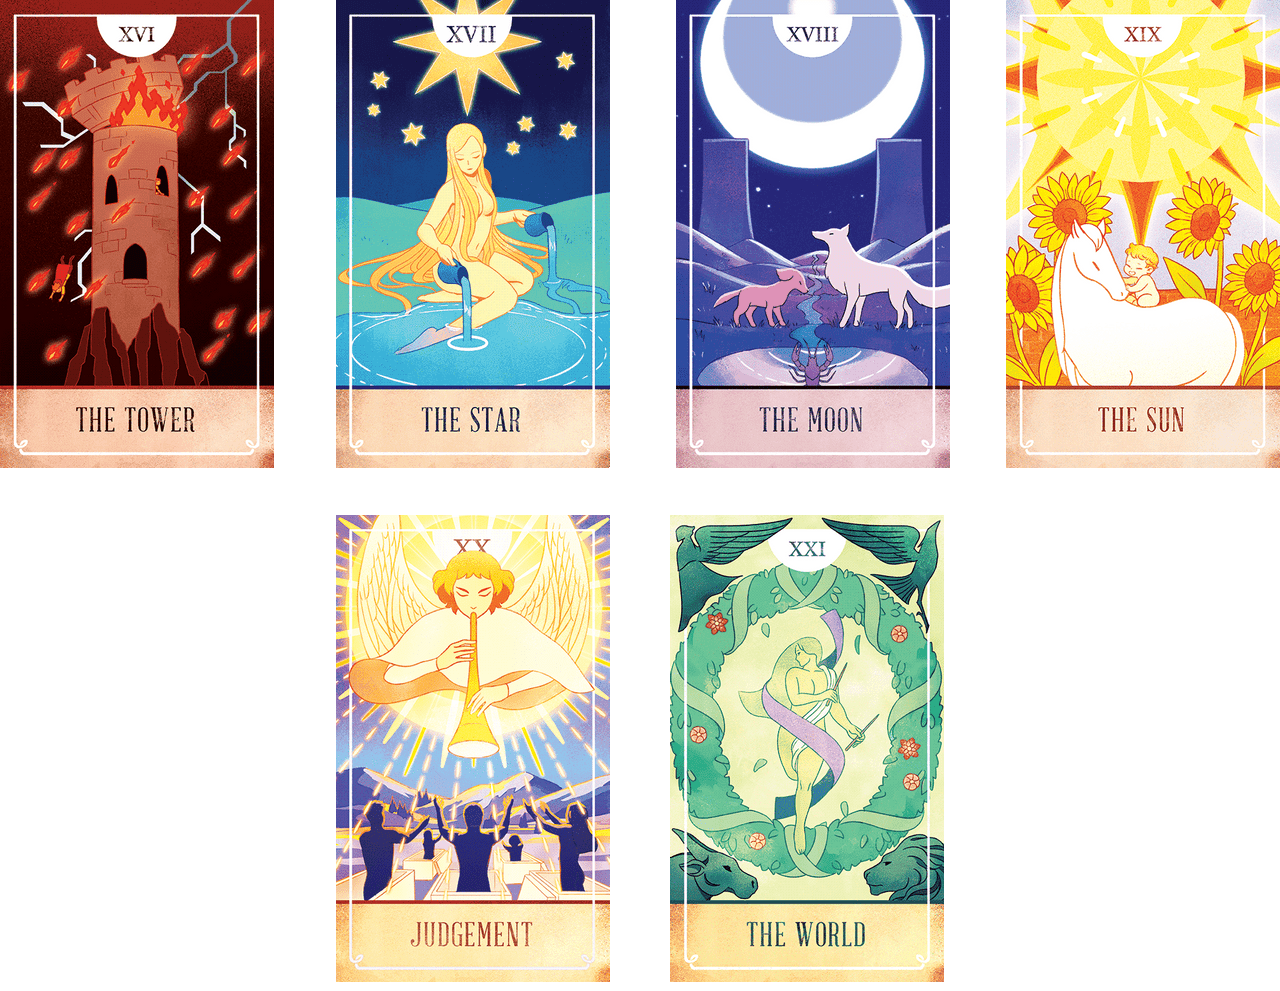 XVI
THE TOWER
XVII
THE STAR
XVIII
THE MOON
XIX
THE SUN
XX
JUDGEMENT
XXI
THE WORLD